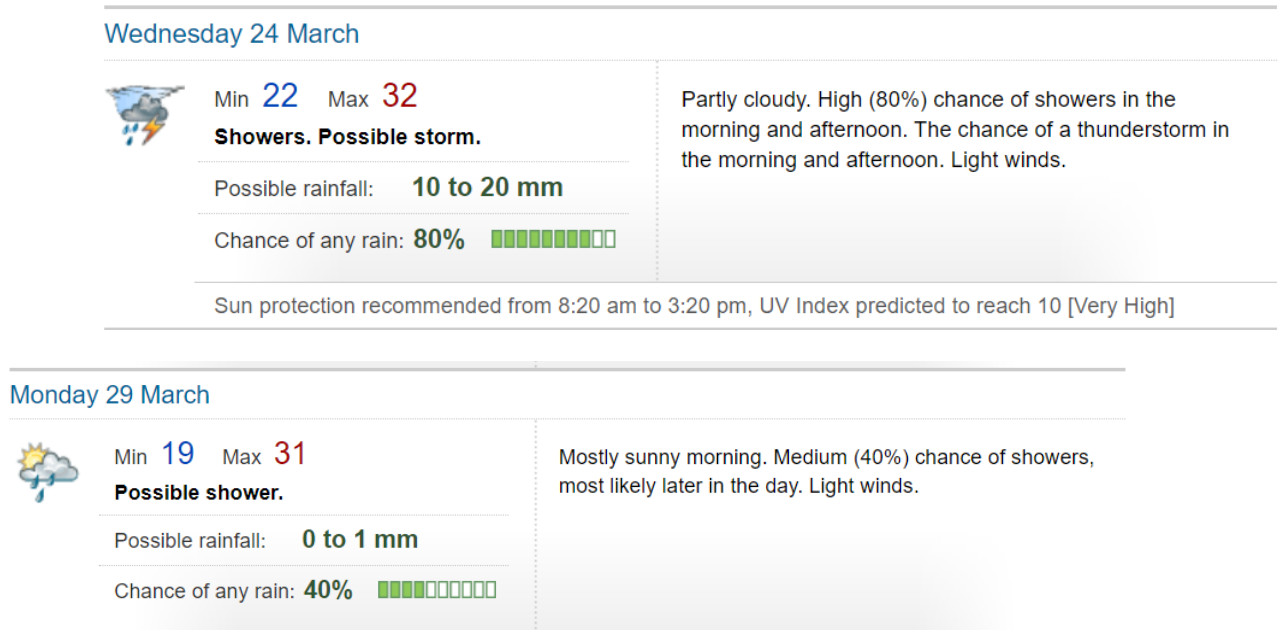 Wednesday 24 March
Min 22 Max 32
Showers. Possible storm.
Possible rainfall: 10 to 20 mm
Chance of any rain: 80%
Partly cloudy. High (80%) chance of showers in the
morning and afternoon. The chance of a thunderstorm in
the morning and afternoon. Light winds.
Sun protection recommended from 8:20 am to 3:20 pm, UV Index predicted to reach 10 [Very High]
Monday 29 March
Min 19 Max 31
Possible shower.
Possible rainfall: 0 to 1 mm
Chance of any rain: 40%
Mostly sunny morning. Medium (40%) chance of showers,
most likely later in the day. Light winds.